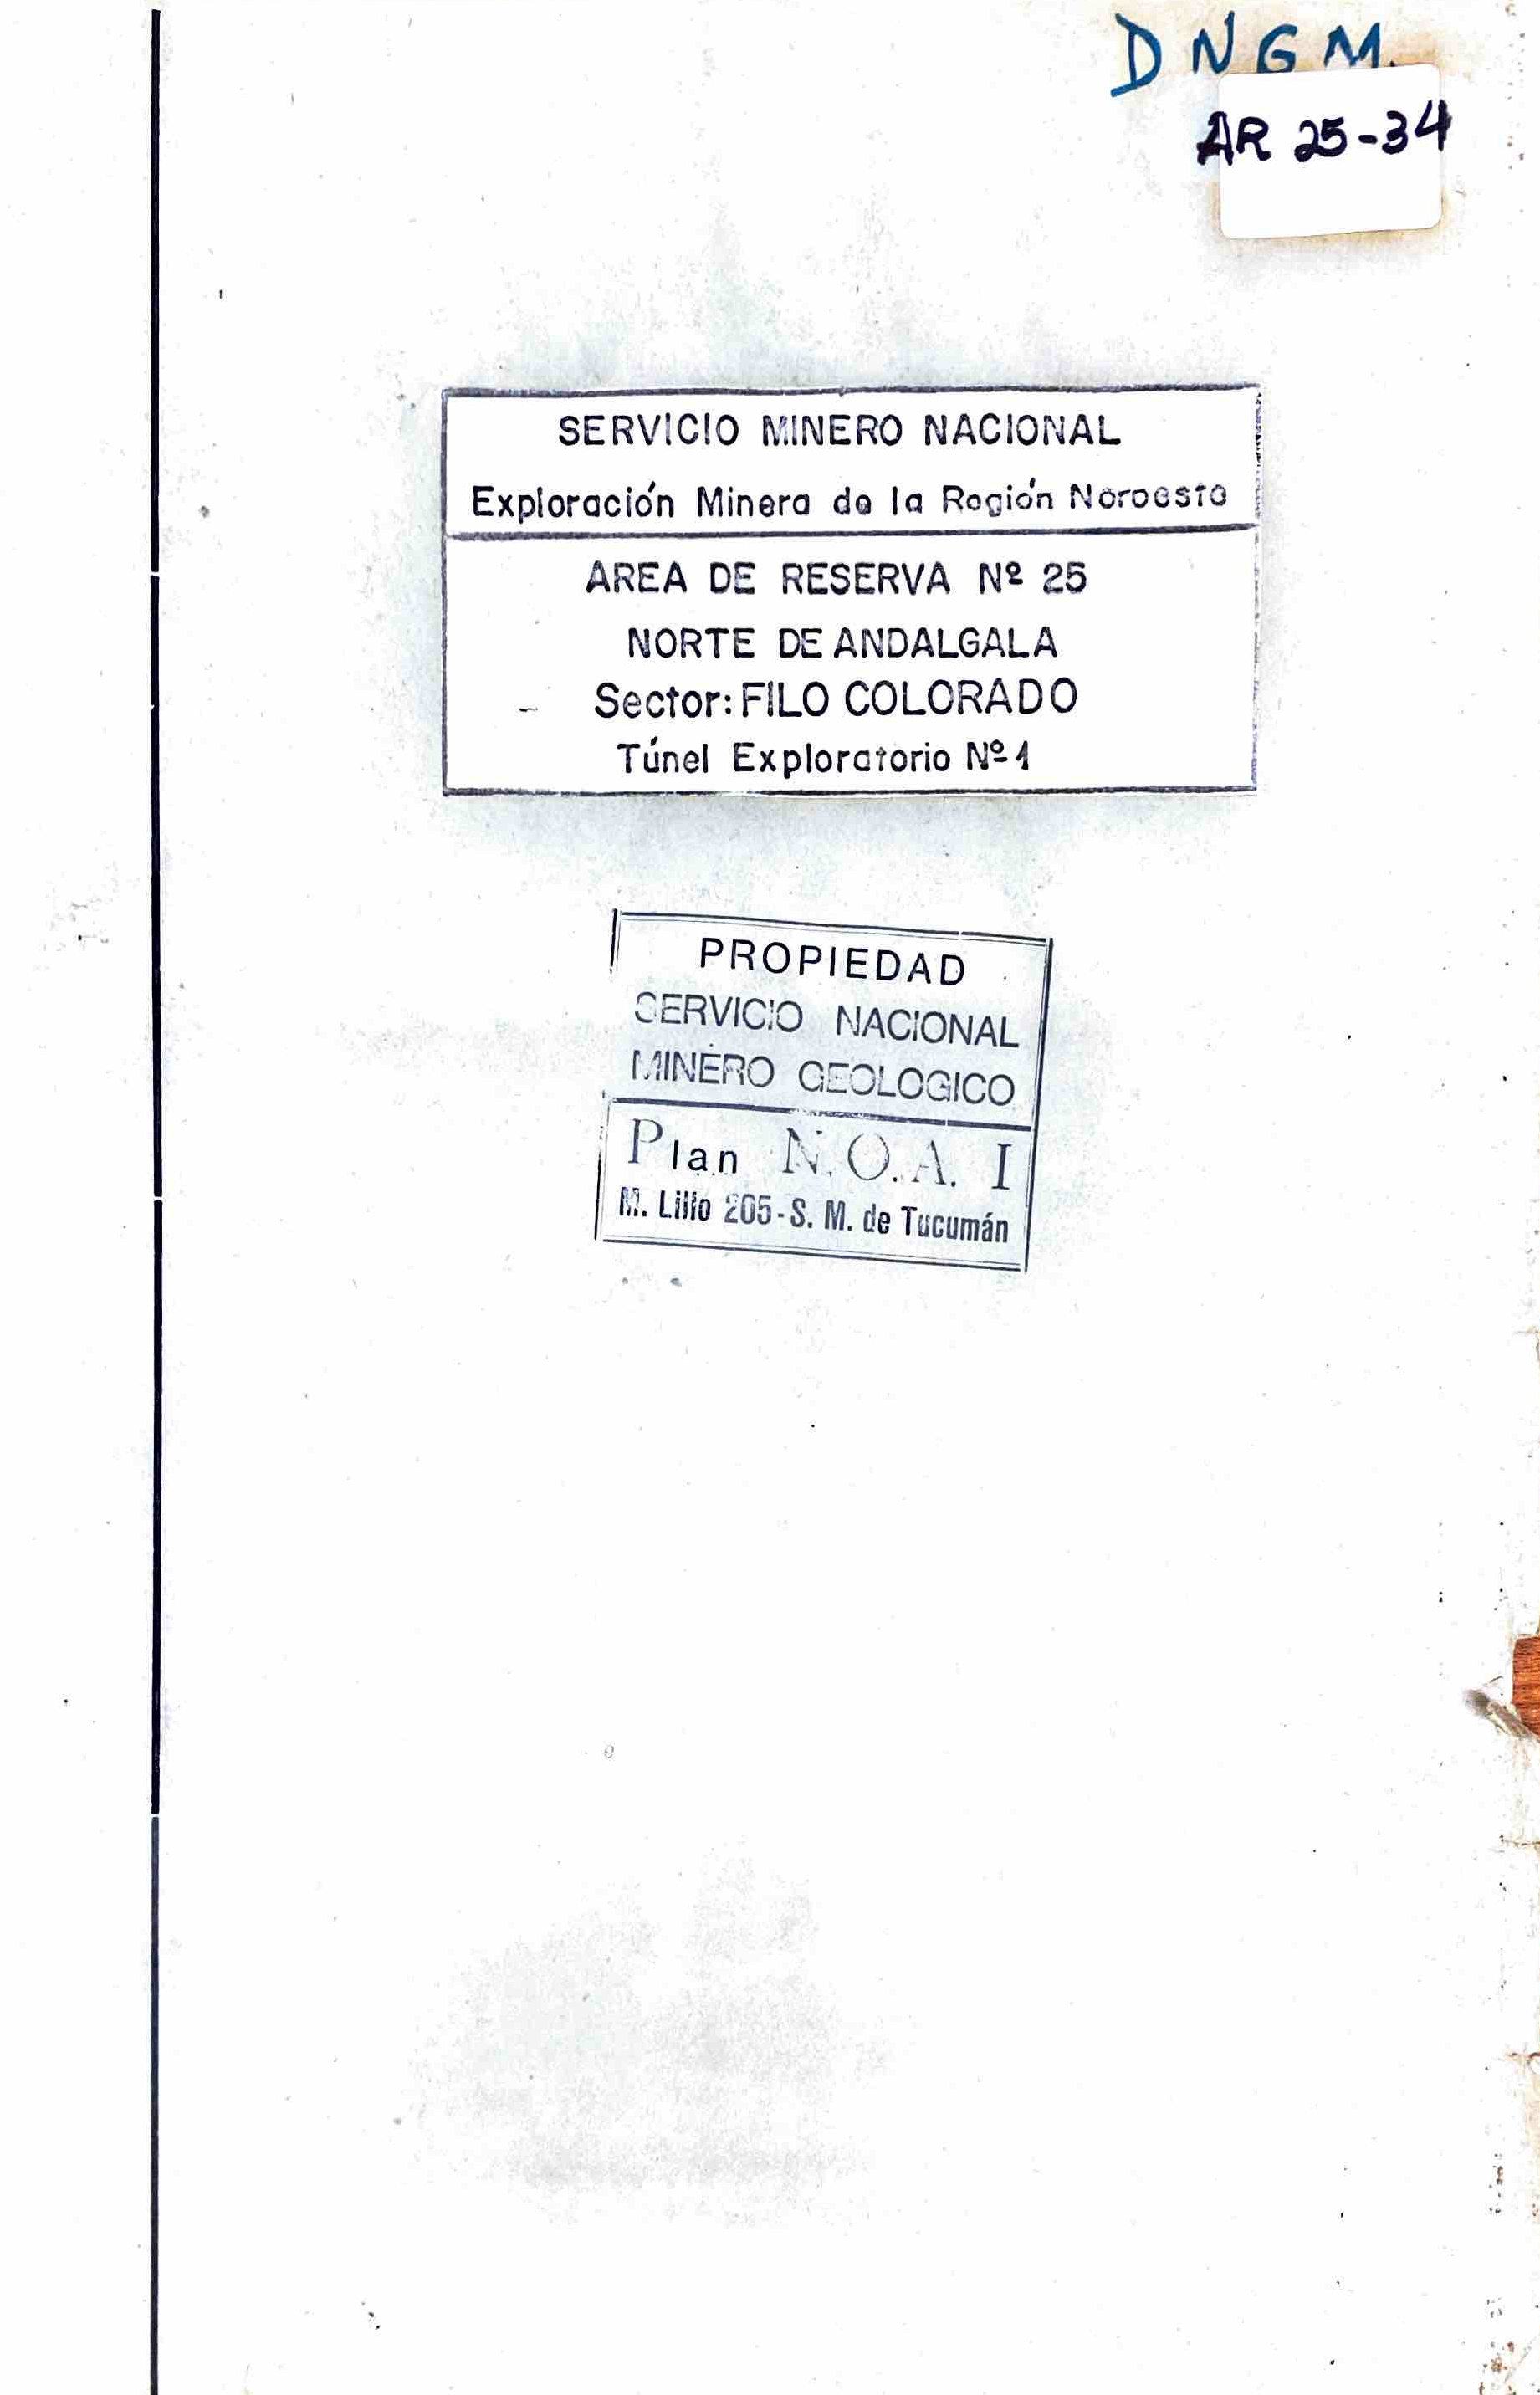 D N G M.
AR 25-34
SERVICIO MINERO NACIONAL
Exploración Minera de la Región Noroeste
AREA DE RESERVA Nº 25
NORTE DE ANDALGALA
Sector: FILO COLORADO
Túnel Exploratorio Nº 1
PROPIEDAD
SERVICIO NACIONAL
MINERO GEOLOGICO
Plan N.O.A. I
M. Lillo 205 - S. M. de Tucumán